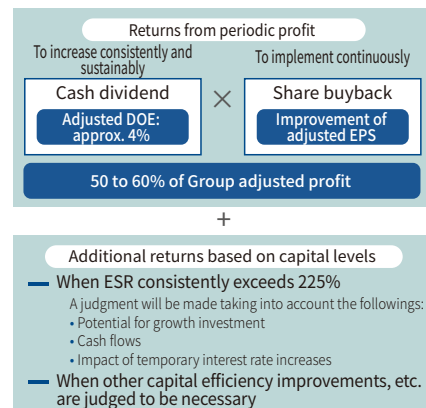 Returns from periodic profit
To increase consistently and
sustainably
To implement continuously
Cash dividend
Adjusted DOE:
approx. 4%
×
Share buyback
Improvement of
adjusted EPS
50 to 60% of Group adjusted profit
+
Additional returns based on capital levels
When ESR consistently exceeds 225%
A judgment will be made taking into account the followings:
• Potential for growth investment
• Cash flows
• Impact of temporary interest rate increases
When other capital efficiency improvements, etc.
are judged to be necessary